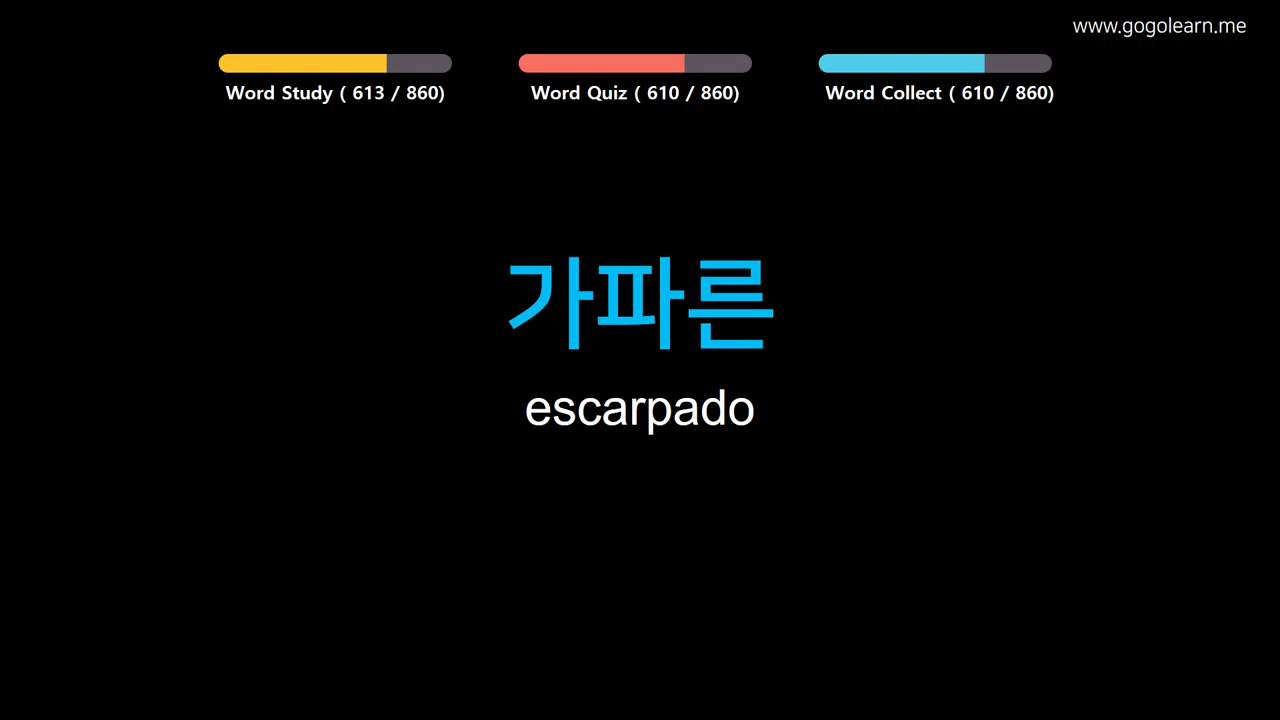 www.gogolearn.me
Word Study ( 613 / 860)
Word Quiz ( 610 / 860)
Word Collect ( 610 / 860)
가파른
escarpado